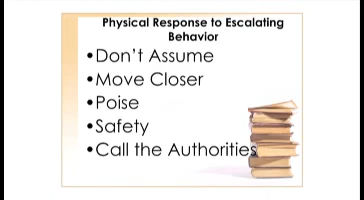 Physical Response to Escalating
Behavior
•Don't Assume
•Move Closer
•Poise
•Safety
•Call the Authorities